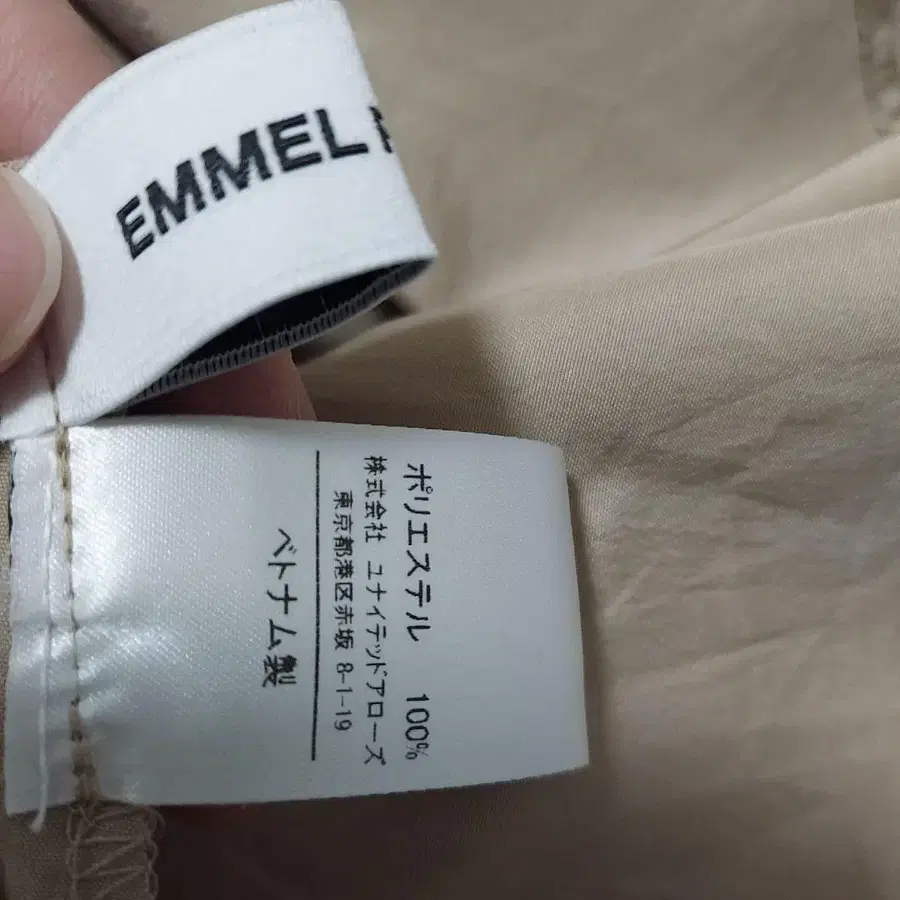 EMMEL
ポリエステル 100%
株式会社 ユナイテッドアローズ
東京都港区赤坂 8-1-19
ベトナム製